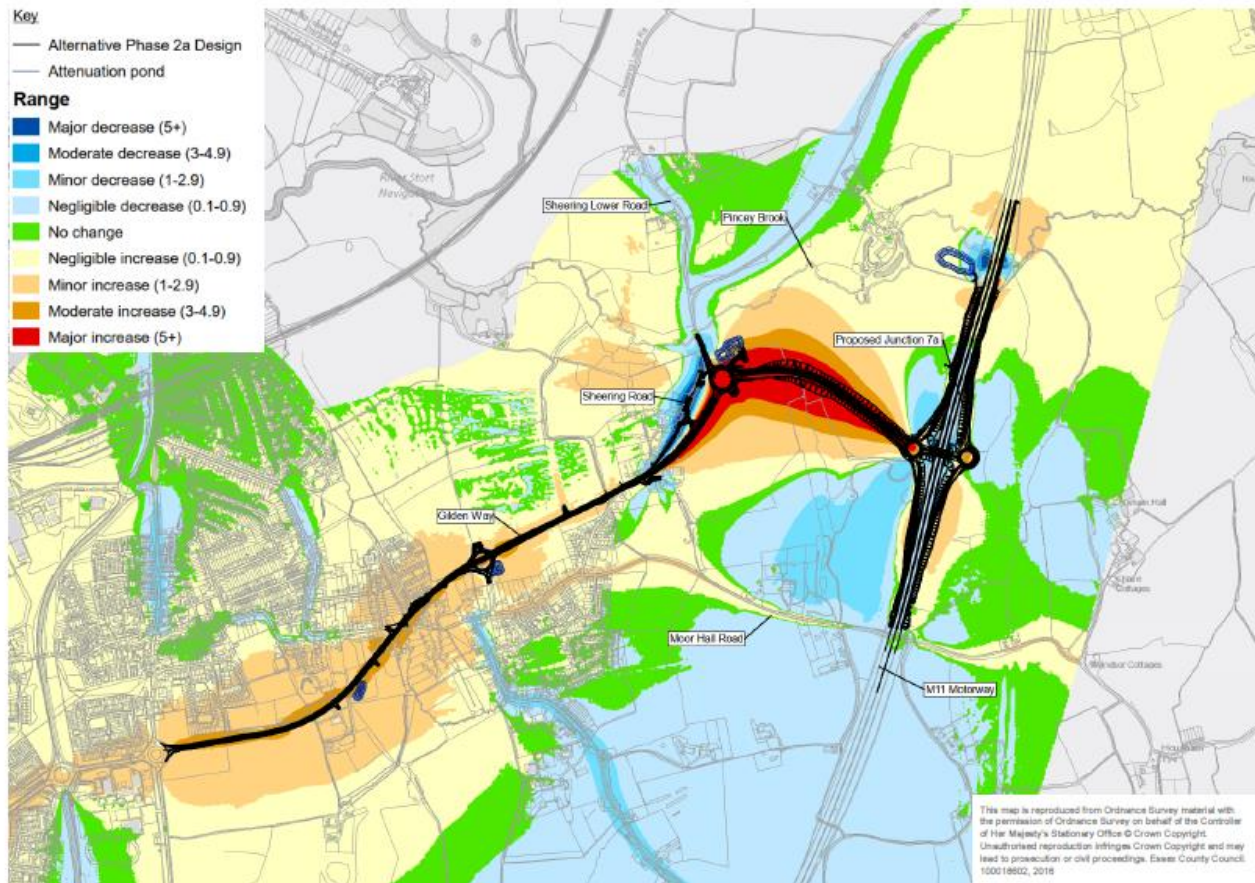 Key
Alternative Phase 2a Design
Attenuation pond
Range
Major decrease (5+)
Moderate decrease (3-4.9)
Minor decrease (1-2.9)
Negligible decrease (0.1-0.9)
No change
Negligible increase (0.1-0.9)
Minor increase (1-2.9)
Moderate increase (3-4.9)
Major increase (5+)
River Stort
Navigation
Sheering Lower Road
Pincey Brook
Proposed Junction 7a
Sheering Road
Gilden Way
Moor Hall Road
Cottages
M11 Motorway
This map is reproduced from Ordnance Survey material with
the permission of Ordnance Survey on behalf of the Controller
of Her Majesty's Stationary Office © Crown Copyright.
Unauthorised reproduction infringes Crown Copyright and may
lead to prosecution or civil proceedings. Essex County Council.
100019602, 2016